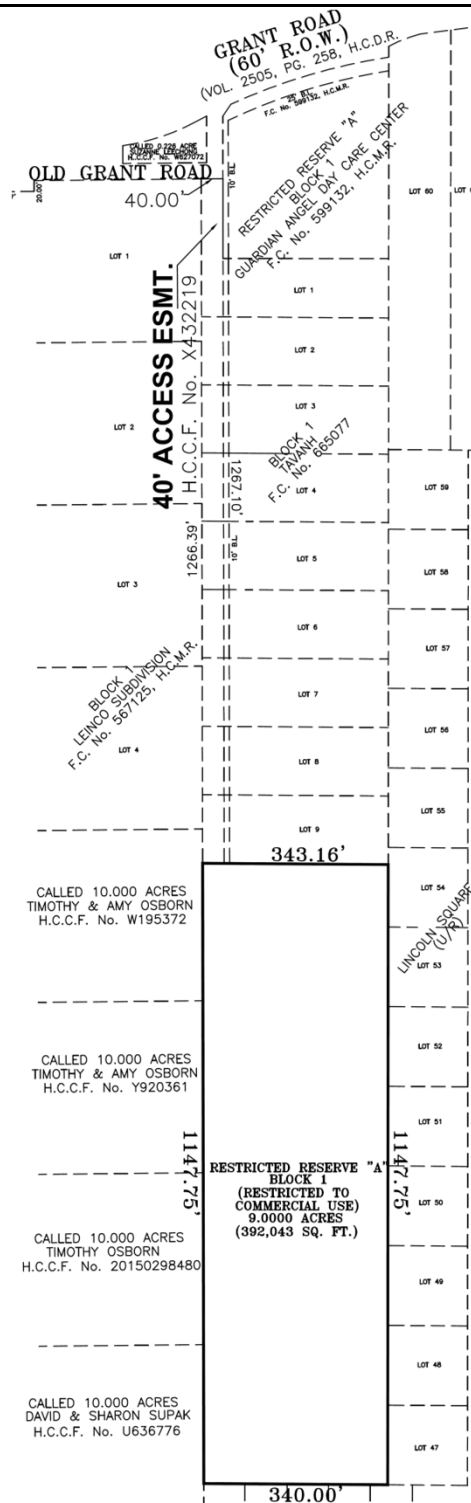 GRANT ROAD
(60' R.O.W.)
(VOL. 2505, PG. 258, H.C.D.R.
25' B.L.
F.C. No. 599132, H.C.M.R.
CALLED 0.226 ACRE
SUZANNE LEECHONG
H.C.C.F. No. W827072
OLD GRANT ROAD
20.00'
40.00'
10' B.L.
RESTRICTED RESERVE "A"
BLOCK 1
GUARDIAN ANGEL DAY CARE CENTER
F.C. No. 599132, H.C.M.R.
LOT 60
LOT 1
LOT 1
LOT 2
LOT 3
LOT 2
40' ACCESS ESMT.
H.C.C.F. No. X432219
BLOCK 1
TAVANH
F.C. No. 665077
LOT 4
LOT 59
1267.10'
1266.39'
10' B.L.
LOT 5
LOT 58
LOT 3
LOT 6
LOT 57
BLOCK 1
LEINCO SUBDIVISION
F.C. No. 567125, H.C.M.R.
LOT 4
LOT 7
LOT 56
LOT 8
LOT 55
LOT 9
343.16'
LOT 54
LINCOLN SQUARE
(U/R)
LOT 53
CALLED 10.000 ACRES
TIMOTHY & AMY OSBORN
H.C.C.F. No. W195372
LOT 52
CALLED 10.000 ACRES
TIMOTHY & AMY OSBORN
H.C.C.F. No. Y920361
LOT 51
1147.75'
1147.75'
RESTRICTED RESERVE "A"
BLOCK 1
(RESTRICTED TO
COMMERCIAL USE)
9.0000 ACRES
(392,043 SQ. FT.)
LOT 50
CALLED 10.000 ACRES
TIMOTHY OSBORN
H.C.C.F. No. 20150298480
LOT 49
LOT 48
CALLED 10.000 ACRES
DAVID & SHARON SUPAK
H.C.C.F. No. U636776
LOT 47
340.00'